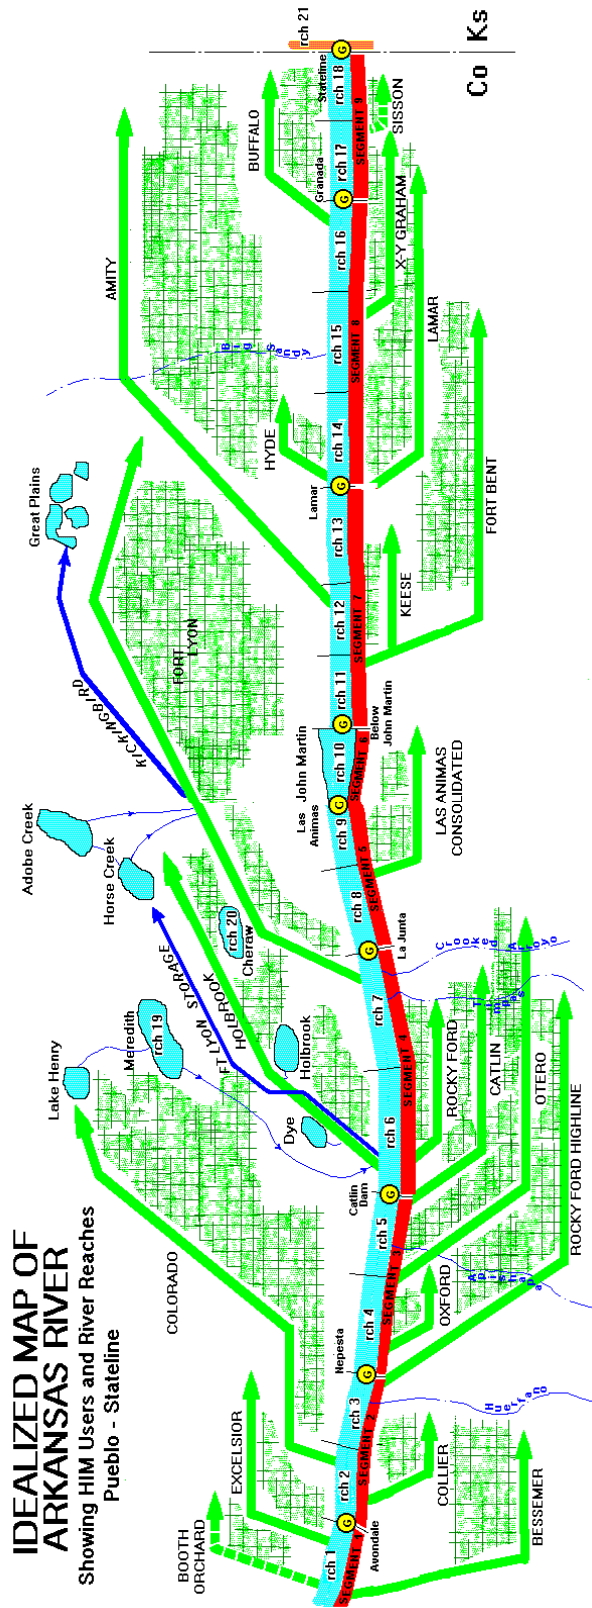 IDEALIZED MAP OF
ARKANSAS RIVER
Showing HIM Users and River Reaches
Pueblo - Stateline
BOOTH
ORCHARD
EXCELSIOR
COLORADO
Lake Henry
Meredith
rch 19
Dye
Holbrook
FT LYON STORAGE
HOLBROOK
rch 20
Cheraw
Horse Creek
Adobe Creek
KICKINGBIRD
Great Plains
FORT
LYON
AMITY
Big Sandy
HYDE
BUFFALO
rch 1
rch 2
rch 3
rch 4
rch 5
rch 6
rch 7
rch 8
rch 9
rch 10
rch 11
rch 12
rch 13
rch 14
rch 15
rch 16
rch 17
rch 18
rch 21
G
Avondale
G
Nepesta
G
Catlin
Dam
G
La Junta
G
Las
Animas
John Martin
G
Below
John Martin
G
Lamar
G
Granada
G
Stateline
SEGMENT 1
SEGMENT 2
SEGMENT 3
SEGMENT 4
SEGMENT 5
SEGMENT 6
SEGMENT 7
SEGMENT 8
SEGMENT 9
BESSEMER
COLLIER
Huerfano
OXFORD
Apishapa
ROCKY FORD HIGHLINE
OTERO
CATLIN
ROCKY FORD
Timpas
Crooked Arroyo
LAS ANIMAS
CONSOLIDATED
KEESE
FORT BENT
LAMAR
X-Y GRAHAM
SISSON
Co Ks